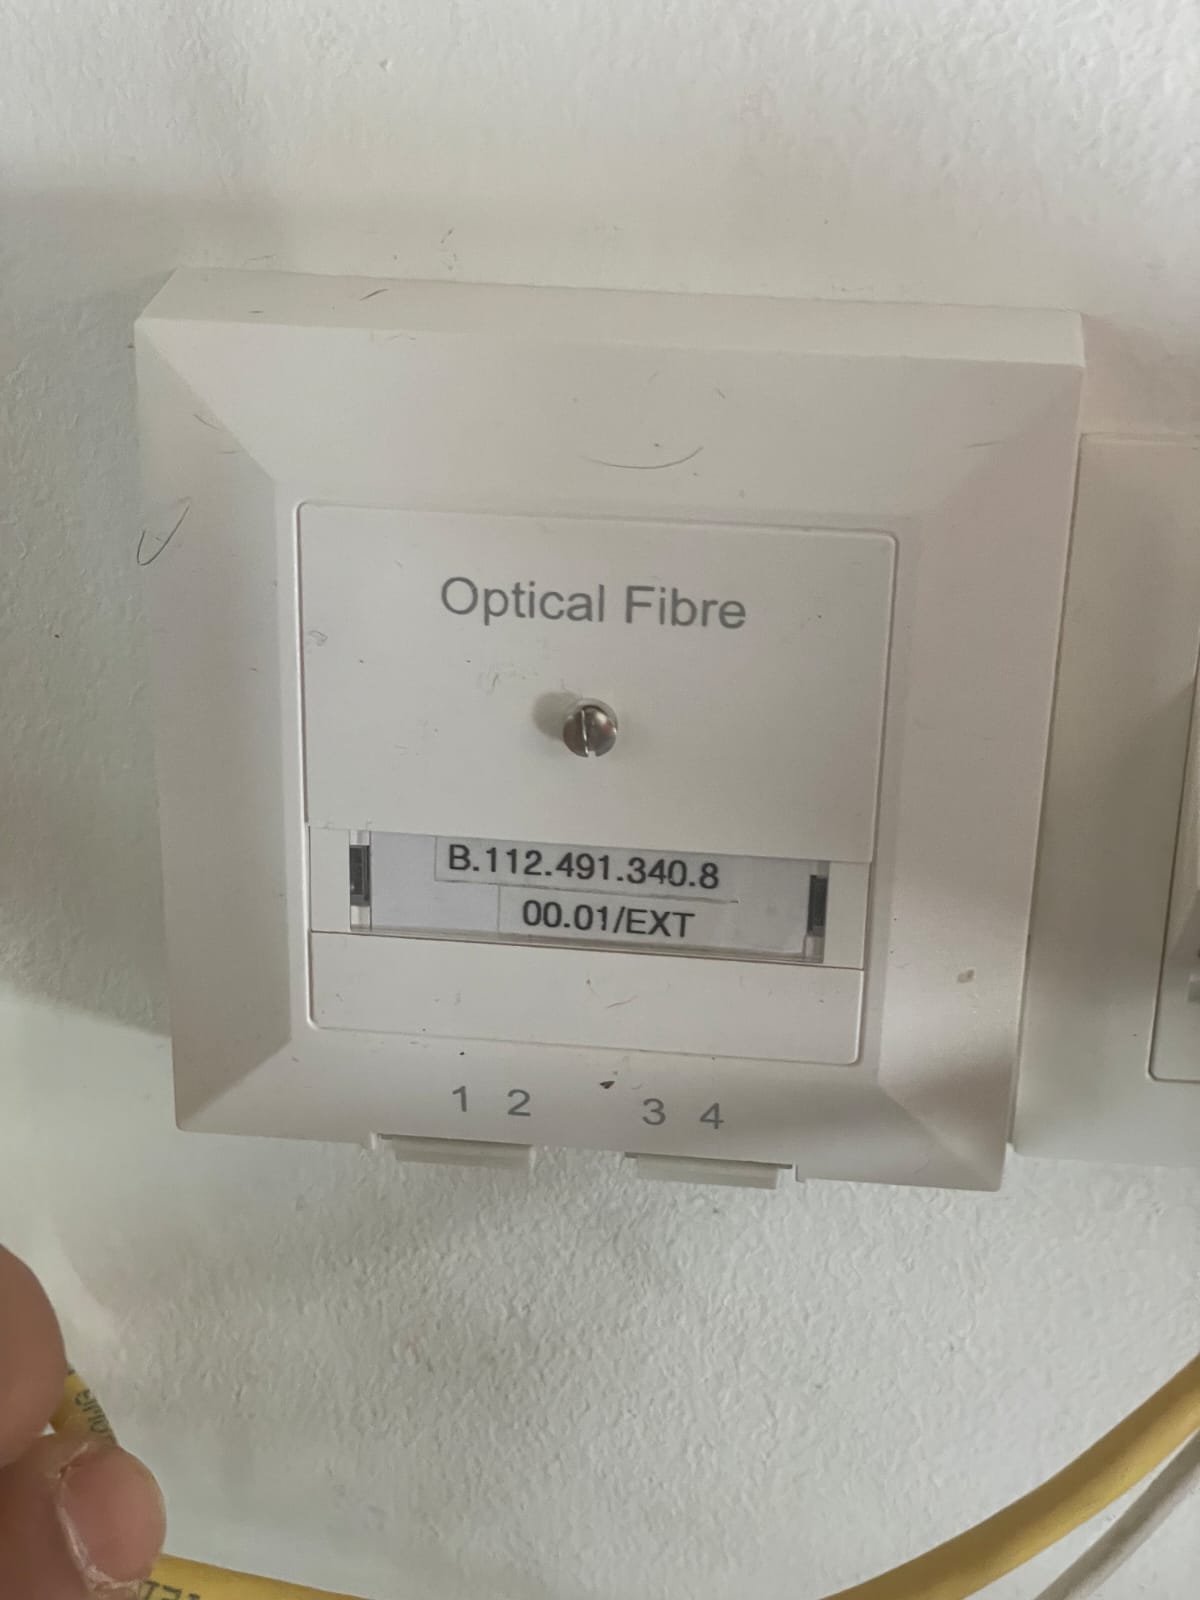 Optical Fibre
B.112.491.340.8
00.01/EXT
1 2 3 4